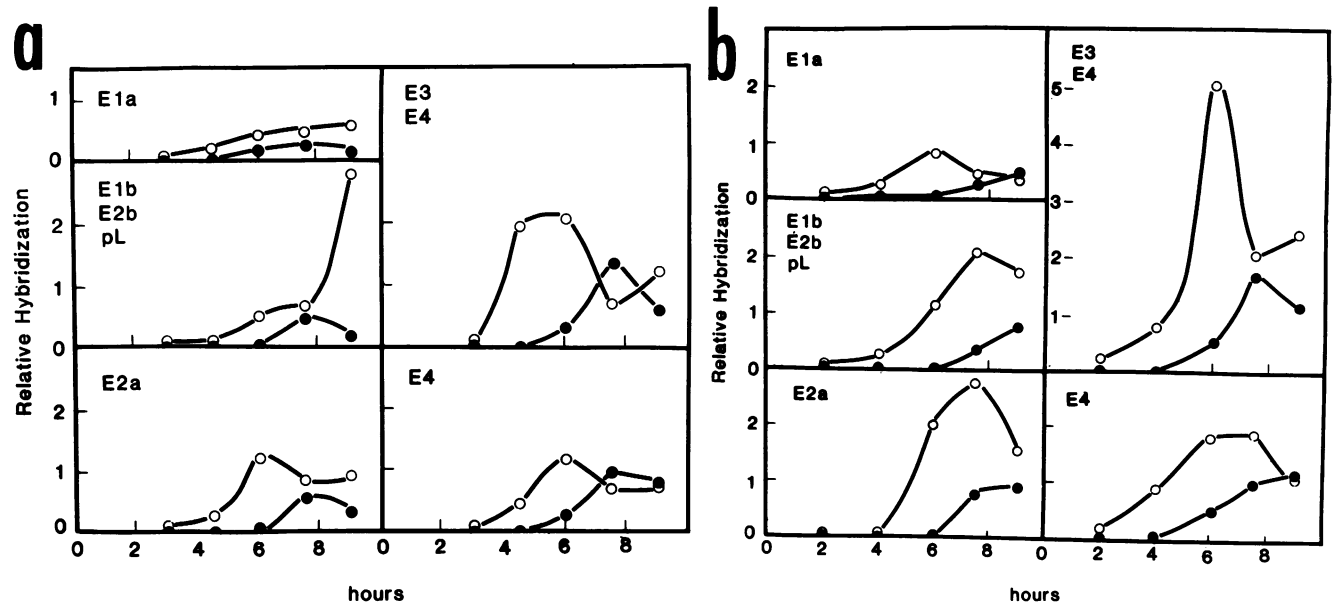 a
Relative Hybridization
E1a
1
0
E1b
E2b
pL
2
1
0
E2a
2
1
0
E3
E4
E4
0 2 4 6 8 0 2 4 6 8
hours
b
Relative Hybridization
E1a
2
1
0
E1b
E2b
pL
2
1
0
E2a
2
1
0
E3
E4
5-
4-
3-
2-
1-
E4
0 2 4 6 8 0 2 4 6 8
hours